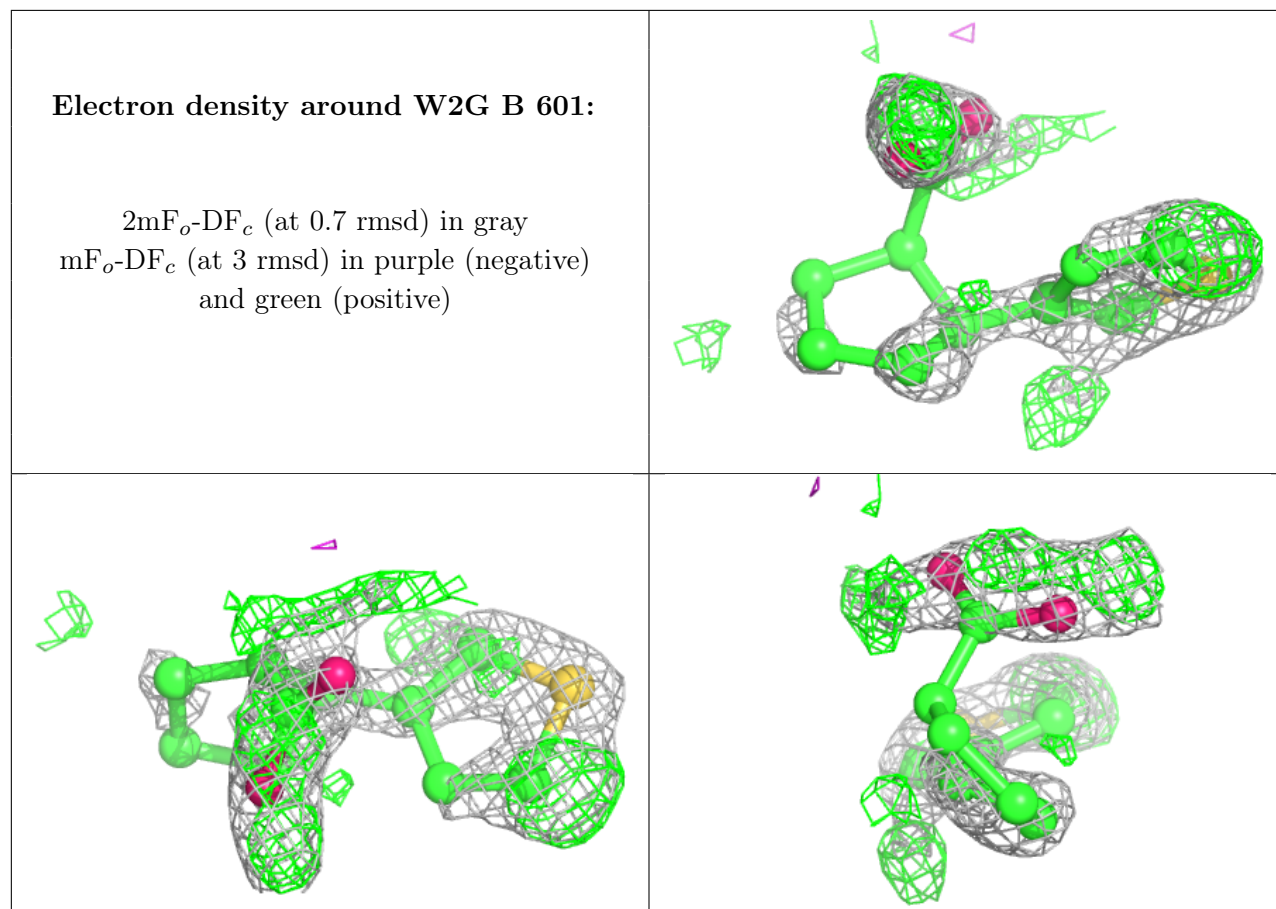 Electron density around W2G B 601:
2mFₒ-DF𝒸 (at 0.7 rmsd) in gray
mFₒ-DF𝒸 (at 3 rmsd) in purple (negative)
and green (positive)